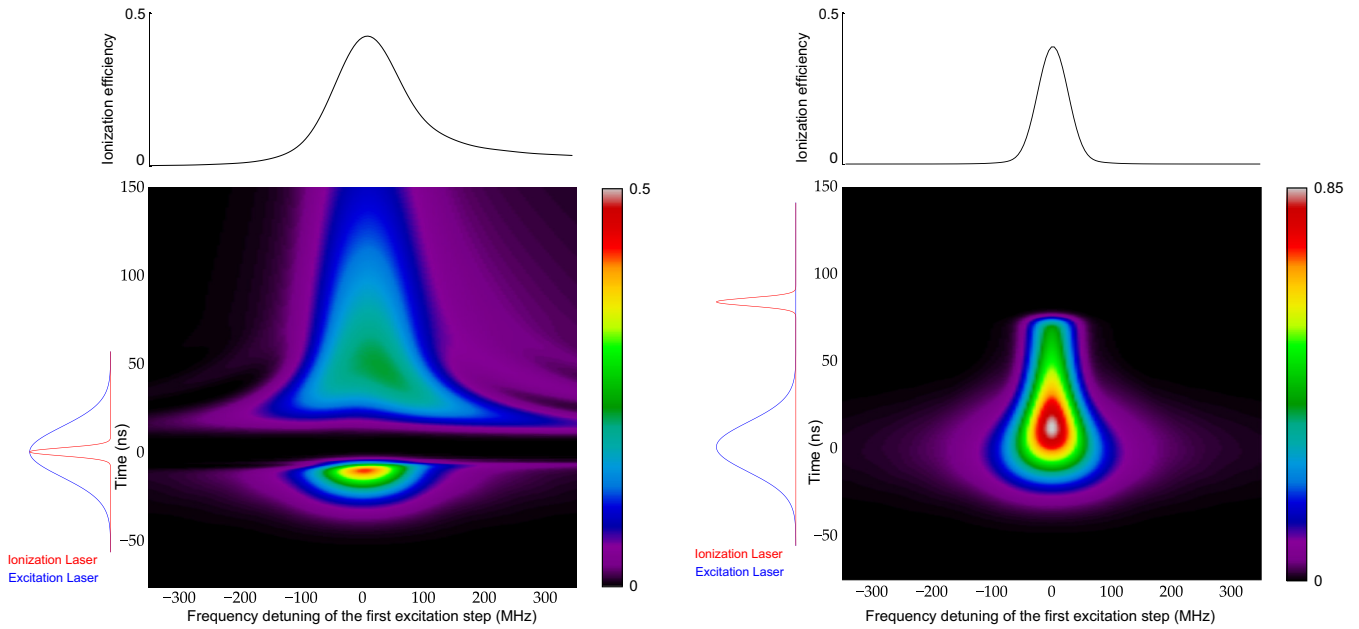 0.5
Ionization efficiency
0
150
100
50
0
−50
Time (ns)
0.5
0
Ionization Laser
Excitation Laser
−300 −200 −100 0 100 200 300
Frequency detuning of the first excitation step (MHz)
0.5
Ionization efficiency
0
150
100
50
0
−50
Time (ns)
0.85
0
Ionization Laser
Excitation Laser
−300 −200 −100 0 100 200 300
Frequency detuning of the first excitation step (MHz)